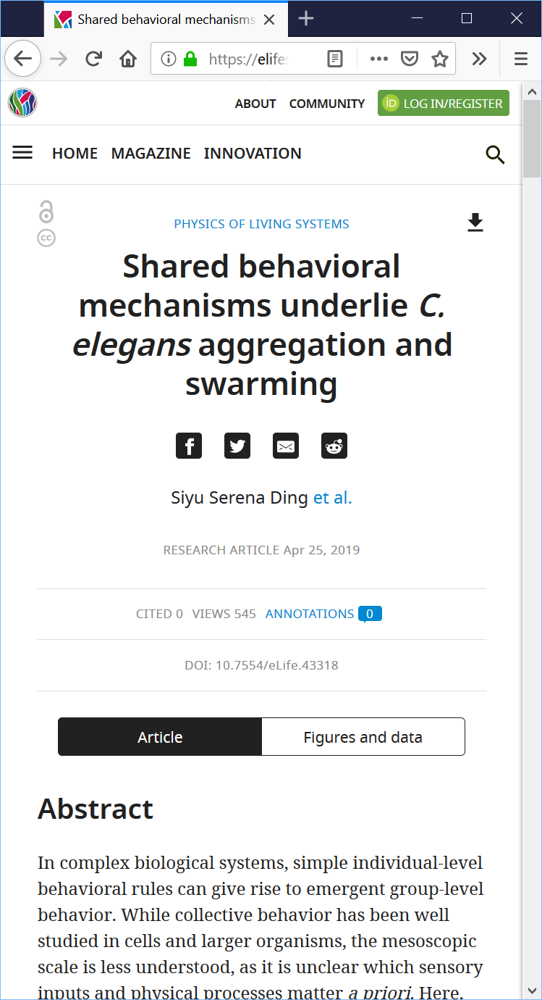 Shared behavioral mechanisms
https://elifes
ABOUT COMMUNITY iD LOG IN/REGISTER
HOME MAGAZINE INNOVATION
PHYSICS OF LIVING SYSTEMS
cc
Shared behavioral
mechanisms underlie C.
elegans aggregation and
swarming
Siyu Serena Ding et al.
RESEARCH ARTICLE Apr 25, 2019
CITED 0 VIEWS 545 ANNOTATIONS 0
DOI: 10.7554/eLife.43318
Article Figures and data
Abstract
In complex biological systems, simple individual-level
behavioral rules can give rise to emergent group-level
behavior. While collective behavior has been well
studied in cells and larger organisms, the mesoscopic
scale is less understood, as it is unclear which sensory
inputs and physical processes matter a priori. Here,